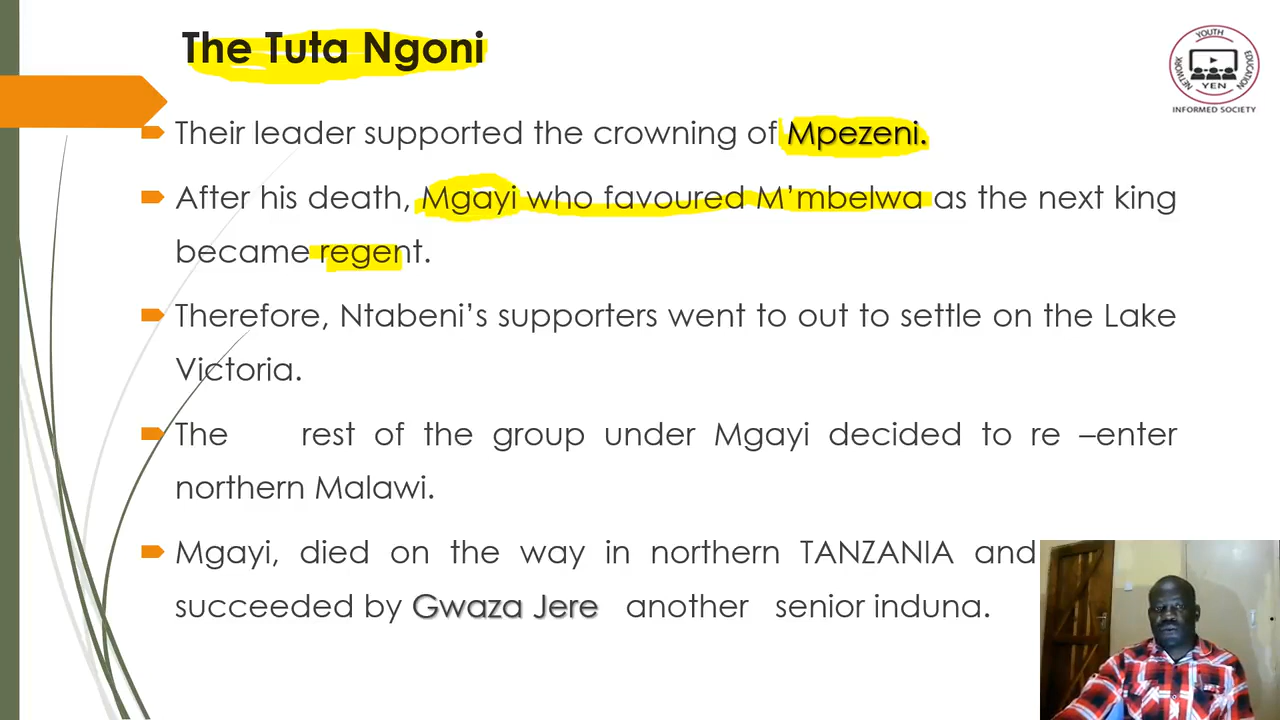 The Tuta Ngoni
YOUTH
EDUCATION
NETWORK
YEN
INFORMED SOCIETY
Their leader supported the crowning of Mpezeni.
After his death, Mgayi who favoured M’mbelwa as the next king
became regent.
Therefore, Ntabeni’s supporters went to out to settle on the Lake
Victoria.
The rest of the group under Mgayi decided to re –enter
northern Malawi.
Mgayi, died on the way in northern TANZANIA and
succeeded by Gwaza Jere another senior induna.